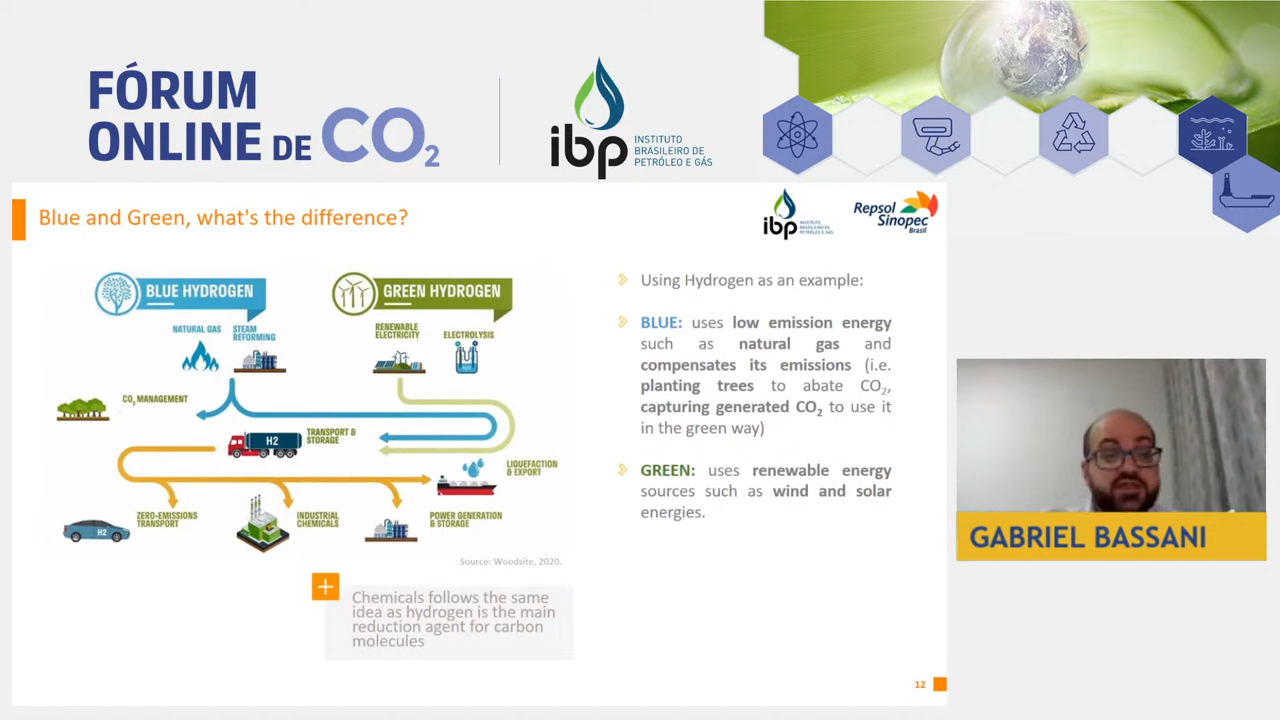 FÓRUM
ONLINE DE CO2
ibp
INSTITUTO
BRASILEIRO DE
PETRÓLEO E GÁS
Blue and Green, what's the difference?
ibp
INSTITUTO
BRASILEIRO DE
PETRÓLEO E GÁS
Repsol
Sinopec
Brasil
BLUE HYDROGEN
GREEN HYDROGEN
NATURAL GAS
STEAM
REFORMING
RENEWABLE
ELECTRICITY
ELECTROLYSIS
CO2 MANAGEMENT
H2
TRANSPORT &
STORAGE
LIQUEFACTION
& EXPORT
H2
ZERO-EMISSIONS
TRANSPORT
INDUSTRIAL
CHEMICALS
POWER GENERATION
& STORAGE
Source: Woodsite, 2020.
+
Chemicals follows the same
idea as hydrogen is the main
reduction agent for carbon
molecules
Using Hydrogen as an example:
BLUE: uses low emission energy
such as natural gas and
compensates its emissions (i.e.
planting trees to abate CO2,
capturing generated CO2 to use it
in the green way)
GREEN: uses renewable energy
sources such as wind and solar
energies.
12
GABRIEL BASSANI